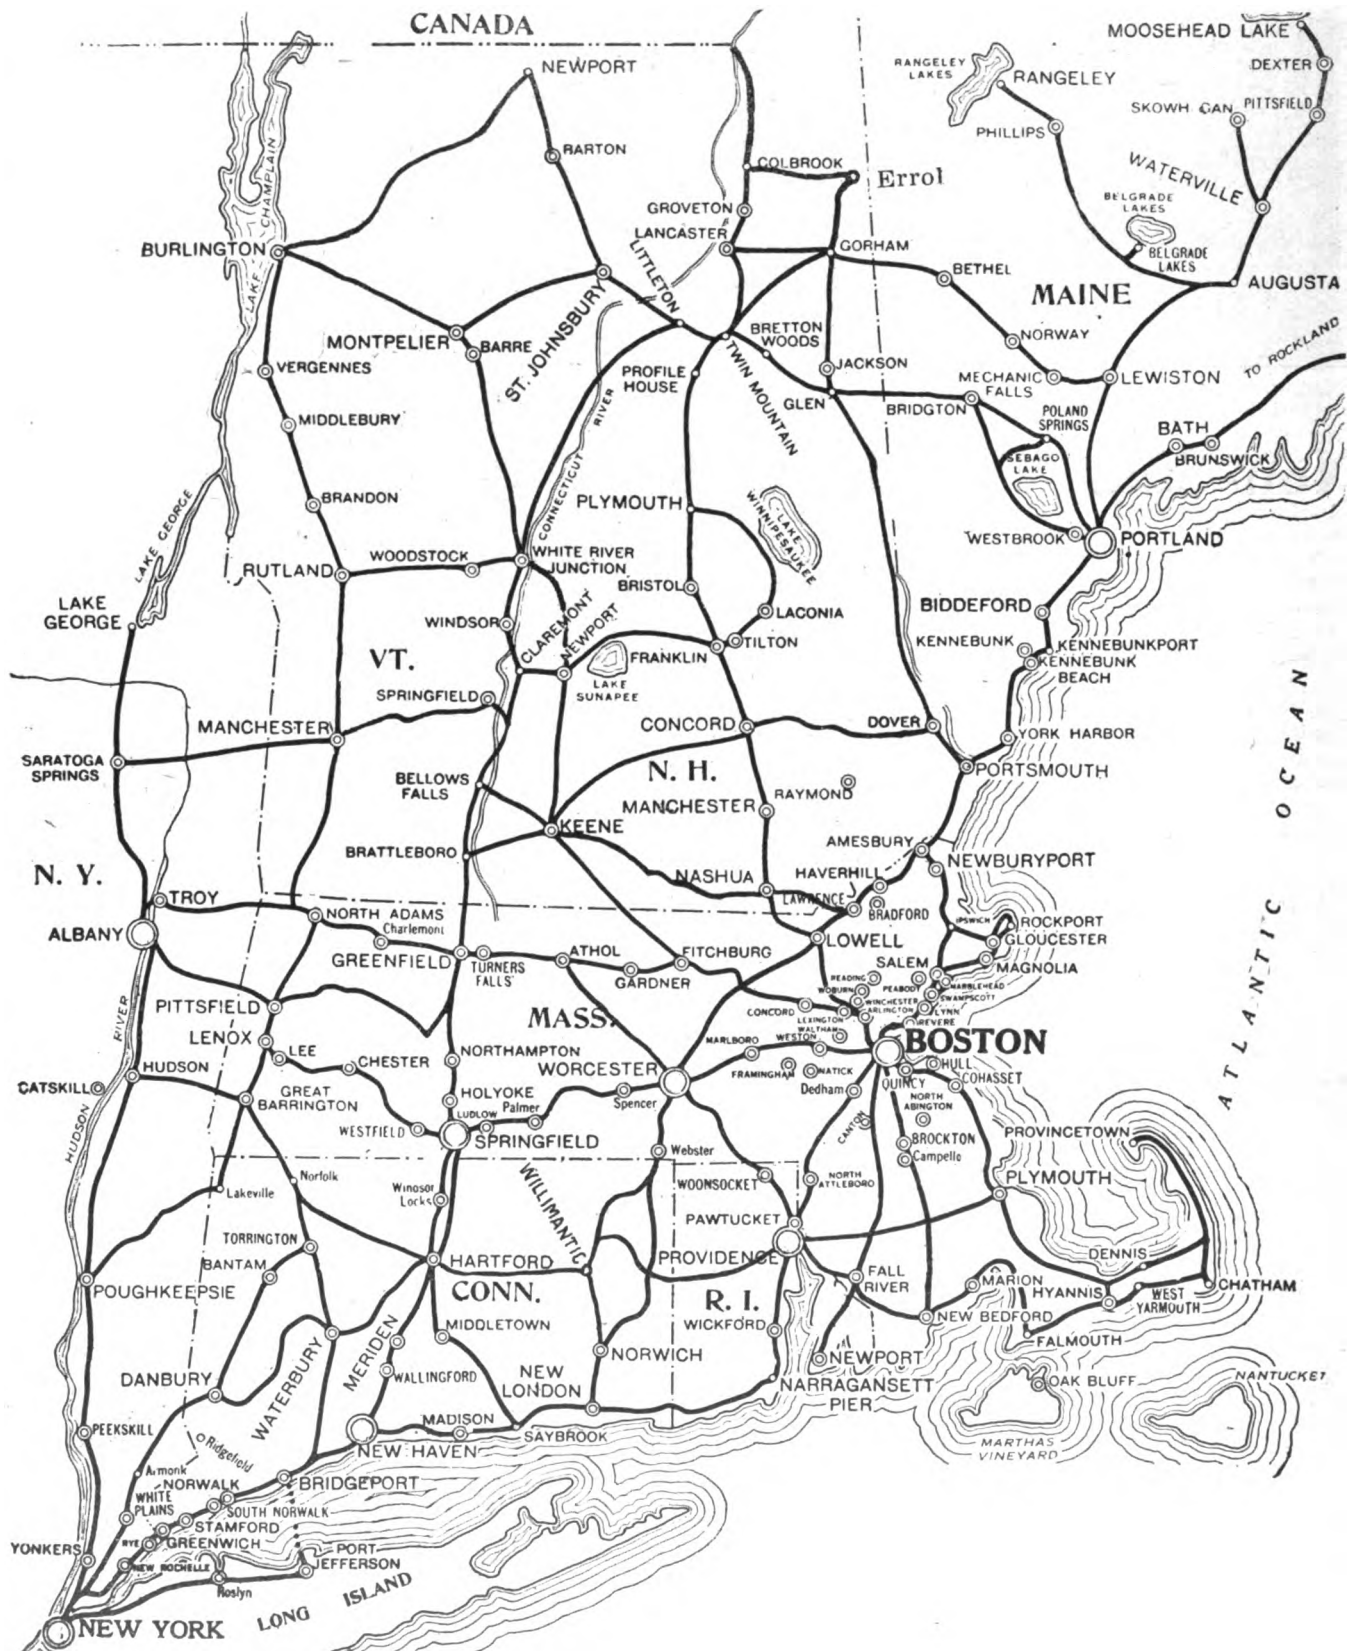 CANADA
MOOSEHEAD LAKE
NEWPORT
RANGELEY
LAKES
RANGELEY
DEXTER
SKOWH GAN
PITTSFIELD
PHILLIPS
WATERVILLE
BARTON
COLBROOK
Errol
LAKE CHAMPLAIN
GROVETON
LANCASTER
BELGRADE
LAKES
BURLINGTON
LITTLETON
GORHAM
BELGRADE
LAKES
BETHEL
AUGUSTA
MAINE
ST. JOHNSBURY
MONTPELIER
BARRE
BRETTON
WOODS
NORWAY
TO ROCKLAND
VERGENNES
PROFILE
HOUSE
TWIN MOUNTAIN
JACKSON
MECHANIC
FALLS
LEWISTON
GLEN
BRIDGTON
POLAND
SPRINGS
MIDDLEBURY
RIVER
BATH
BRUNSWICK
SEBAGO
LAKE
BRANDON
CONNECTICUT
PLYMOUTH
LAKE
WINNIPESAUKEE
LAKE GEORGE
WESTBROOK
PORTLAND
WOODSTOCK
WHITE RIVER
JUNCTION
RUTLAND
BRISTOL
LAKE
GEORGE
LACONIA
BIDDEFORD
WINDSOR
CLAREMONT
NEWPORT
TILTON
KENNEBUNK
KENNEBUNKPORT
FRANKLIN
KENNEBUNK
BEACH
VT.
LAKE
SUNAPEE
SPRINGFIELD
MANCHESTER
CONCORD
DOVER
YORK HARBOR
SARATOGA
SPRINGS
PORTSMOUTH
N. H.
BELLOWS
FALLS
RAYMOND
MANCHESTER
ATLANTIC OCEAN
KEENE
AMESBURY
BRATTLEBORO
NEWBURYPORT
N. Y.
NASHUA
HAVERHILL
TROY
LAWRENCE
BRADFORD
NORTH ADAMS
Charlemont
IPSWICH
ROCKPORT
ALBANY
LOWELL
GLOUCESTER
GREENFIELD
TURNERS
FALLS
ATHOL
FITCHBURG
GARDNER
SALEM
MAGNOLIA
READING
PEABODY
MARBLEHEAD
WOBURN
SWAMPSCOTT
PITTSFIELD
WINCHESTER
CONCORD
ARLINGTON
LYNN
LEXINGTON
REVERE
MASS.
WALTHAM
LENOX
WESTON
BOSTON
MARLBORO
LEE
NORTHAMPTON
CHESTER
WORCESTER
HUDSON
RIVER
HULL
FRAMINGHAM
NATICK
CATSKILL
QUINCY
COHASSET
Dedham
GREAT
BARRINGTON
HOLYOKE
Spencer
NORTH
ABINGTON
LUDLOW
Palmer
CANTON
WESTFIELD
SPRINGFIELD
PROVINCETOWN
BROCKTON
Campello
HUDSON
Webster
Norfolk
WILLIMANTIC
WOONSOCKET
NORTH
ATTLEBORO
PLYMOUTH
Lakeville
Windsor
Locks
PAWTUCKET
TORRINGTON
PROVIDENCE
HARTFORD
BANTAM
DENNIS
POUGHKEEPSIE
CONN.
FALL
RIVER
MARION
HYANNIS
CHATHAM
WEST
YARMOUTH
R. I.
MIDDLETOWN
WICKFORD
NEW BEDFORD
FALMOUTH
MERIDEN
NORWICH
NEWPORT
DANBURY
WATERBURY
WALLINGFORD
NEW
LONDON
NARRAGANSETT
PIER
OAK BLUFF
NANTUCKET
PEEKSKILL
MADISON
SAYBROOK
Ridgefield
NEW HAVEN
MARTHAS
VINEYARD
Armonk
NORWALK
BRIDGEPORT
WHITE
PLAINS
SOUTH NORWALK
STAMFORD
YONKERS
RYE
GREENWICH
PORT
JEFFERSON
NEW ROCHELLE
Roslyn
LONG ISLAND
NEW YORK